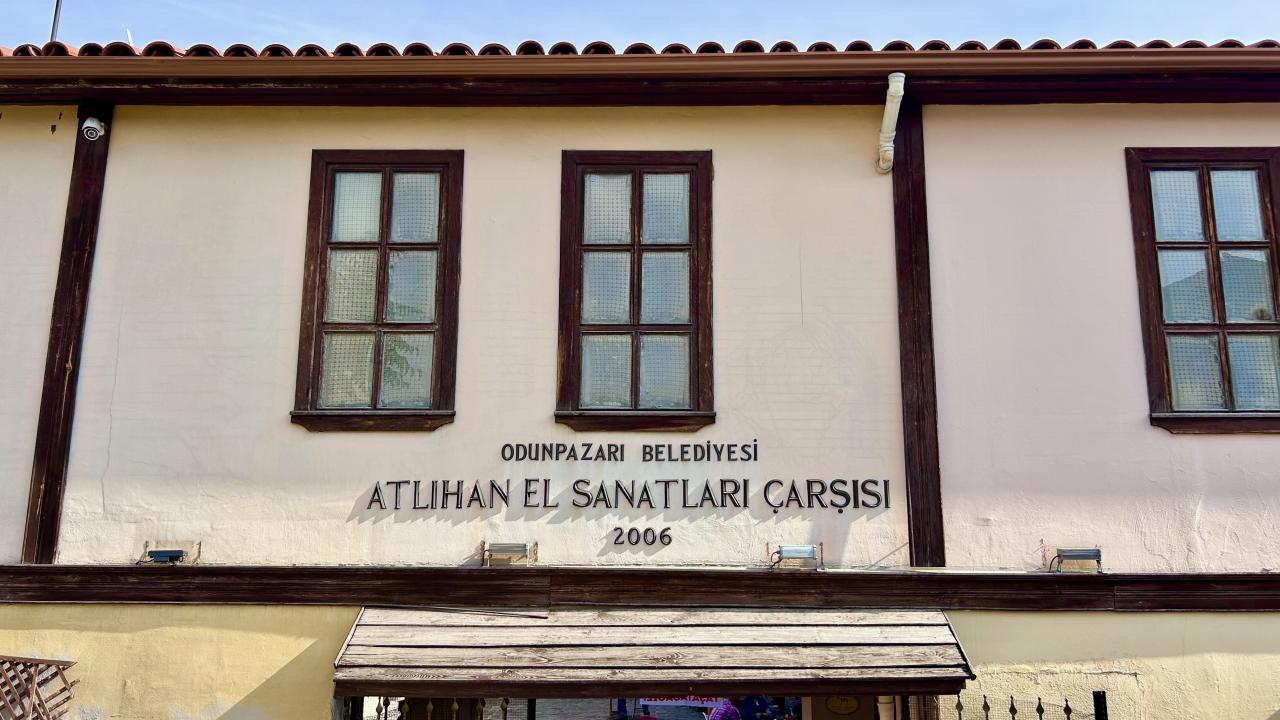 ODUNPAZARI BELEDİYESİ
ATLIHAN EL SANATLARI ÇARŞISI
2006